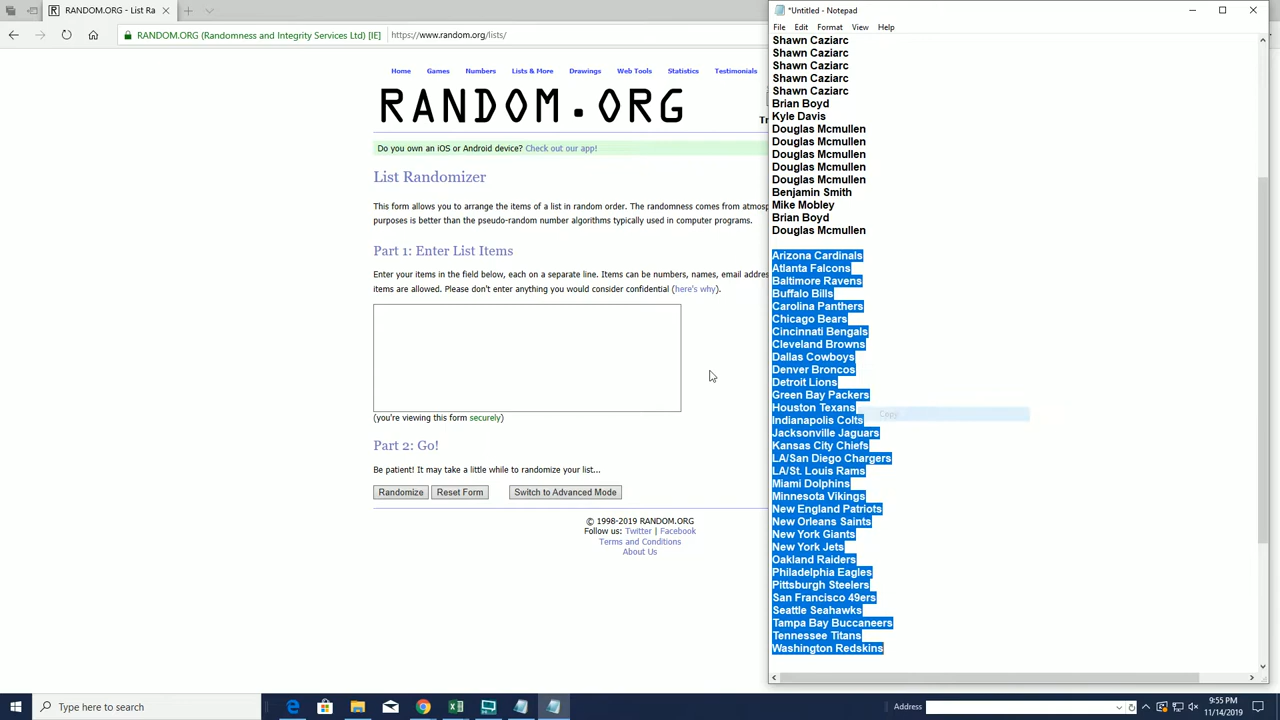 RANDOM.ORG - List Ra
*Untitled - Notepad
RANDOM.ORG (Randomness and Integrity Services Ltd) [IE]
https://www.random.org/lists/
File Edit Format View Help
Home Games Numbers Lists & More Drawings Web Tools Statistics Testimonials
RANDOM.ORG
Do you own an iOS or Android device? Check out our app!
List Randomizer
This form allows you to arrange the items of a list in random order. The randomness comes from atmosp
purposes is better than the pseudo-random number algorithms typically used in computer programs.
Part 1: Enter List Items
Enter your items in the field below, each on a separate line. Items can be numbers, names, email address
items are allowed. Please don't enter anything you would consider confidential (here's why).
(you're viewing this form securely)
Part 2: Go!
Be patient! It may take a little while to randomize your list...
Randomize Reset Form Switch to Advanced Mode
© 1998-2019 RANDOM.ORG
Follow us: Twitter | Facebook
Terms and Conditions
About Us
Shawn Caziarc
Shawn Caziarc
Shawn Caziarc
Shawn Caziarc
Shawn Caziarc
Brian Boyd
Kyle Davis
Douglas Mcmullen
Douglas Mcmullen
Douglas Mcmullen
Douglas Mcmullen
Douglas Mcmullen
Benjamin Smith
Mike Mobley
Brian Boyd
Douglas Mcmullen
Arizona Cardinals
Atlanta Falcons
Baltimore Ravens
Buffalo Bills
Carolina Panthers
Chicago Bears
Cincinnati Bengals
Cleveland Browns
Dallas Cowboys
Denver Broncos
Detroit Lions
Green Bay Packers
Houston Texans
Copy
Indianapolis Colts
Jacksonville Jaguars
Kansas City Chiefs
LA/San Diego Chargers
LA/St. Louis Rams
Miami Dolphins
Minnesota Vikings
New England Patriots
New Orleans Saints
New York Giants
New York Jets
Oakland Raiders
Philadelphia Eagles
Pittsburgh Steelers
San Francisco 49ers
Seattle Seahawks
Tampa Bay Buccaneers
Tennessee Titans
Washington Redskins
Type here to search
Address
9:55 PM
11/14/2019